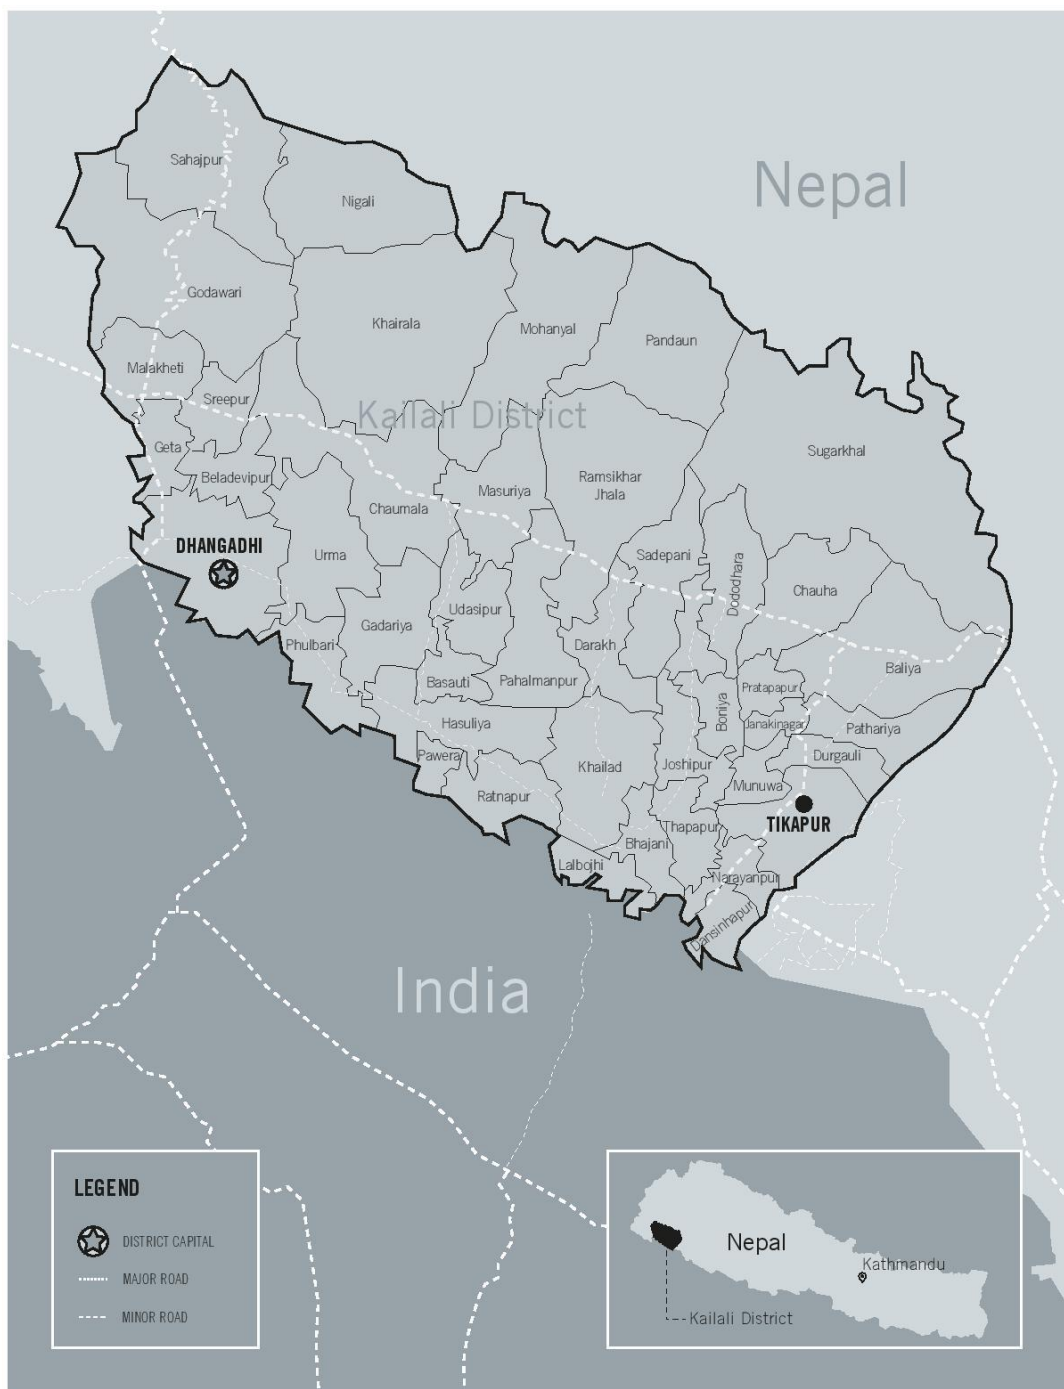 Nepal
Sahajpur
Nigali
Godawari
Khairala
Mohanyal
Pandaun
Malakheti
Sreepur
Kailali District
Geta
Beladevipur
Sugarkhal
Masuriya
Ramsikhar
Jhala
Chaumala
DHANGADHI
Urma
Sadepani
Dododhara
Chauha
Udasipur
Gadariya
Phulbari
Darakh
Baliya
Basauti
Pahalmanpur
Pratapapur
Boniya
Hasuliya
Janakinagar
Pathariya
Pawera
Khailad
Joshipur
Durgauli
Munuwa
Ratnapur
TIKAPUR
Thapapur
Bhajani
Lalbojhi
Narayanpur
Dansinhapur
India
LEGEND
DISTRICT CAPITAL
MAJOR ROAD
MINOR ROAD
Nepal
Kathmandu
Kailali District